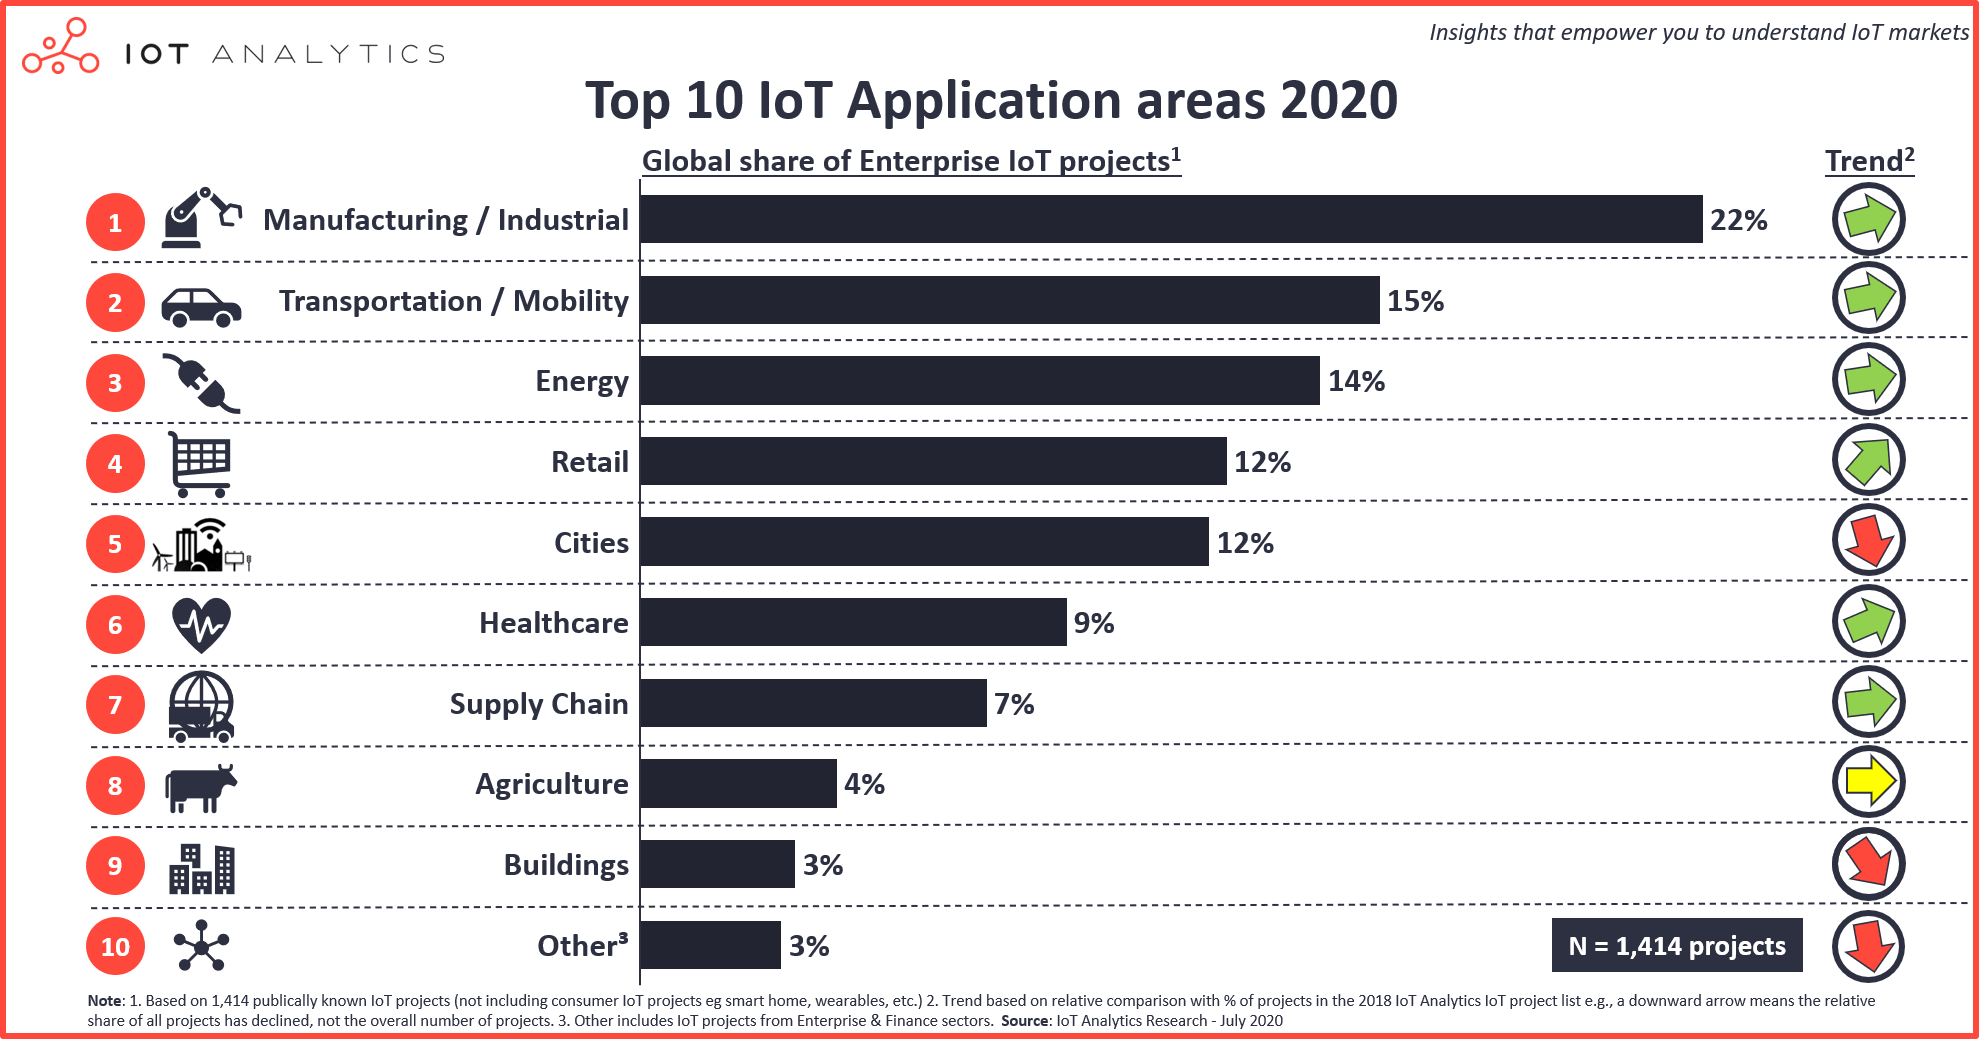 IOT ANALYTICS
Insights that empower you to understand IoT markets
Top 10 IoT Application areas 2020
Global share of Enterprise IoT projects¹
Trend²
1 Manufacturing / Industrial 22%
2 Transportation / Mobility 15%
3 Energy 14%
4 Retail 12%
5 Cities 12%
6 Healthcare 9%
7 Supply Chain 7%
8 Agriculture 4%
9 Buildings 3%
10 Other³ 3%
N = 1,414 projects
Note: 1. Based on 1,414 publically known IoT projects (not including consumer IoT projects eg smart home, wearables, etc.) 2. Trend based on relative comparison with % of projects in the 2018 IoT Analytics IoT project list e.g., a downward arrow means the relative
share of all projects has declined, not the overall number of projects. 3. Other includes IoT projects from Enterprise & Finance sectors. Source: IoT Analytics Research - July 2020